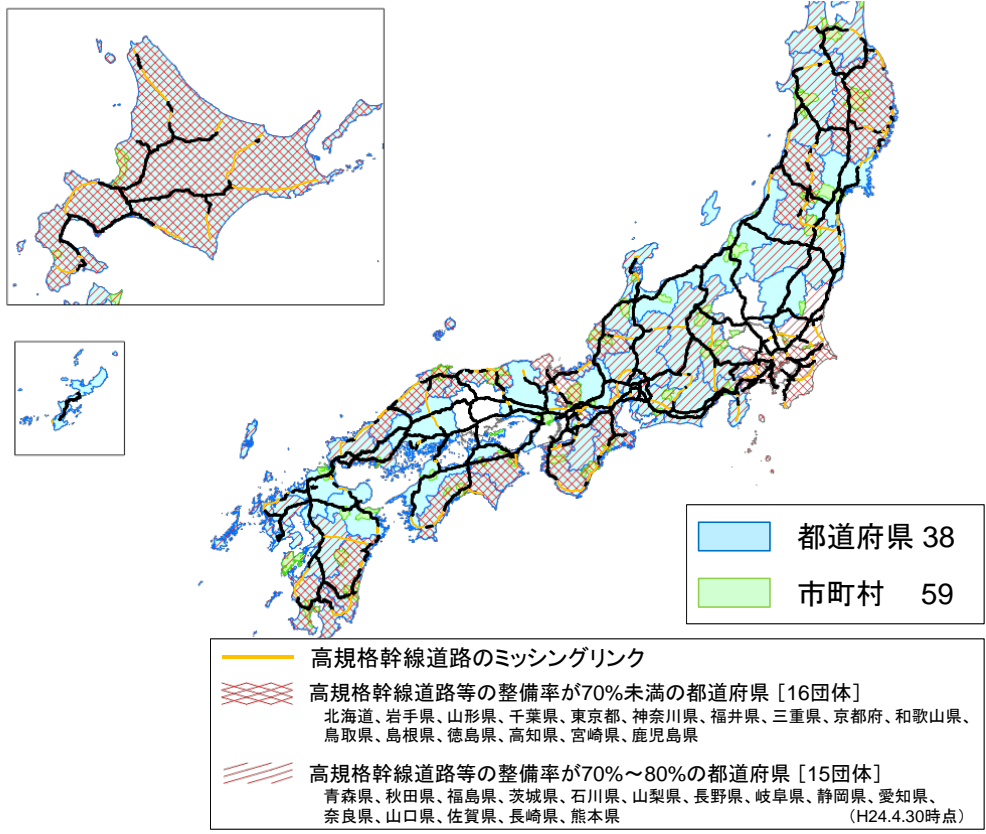 都道府県 38
市町村 59
高規格幹線道路のミッシングリンク
高規格幹線道路等の整備率が70%未満の都道府県 [16団体]
北海道、岩手県、山形県、千葉県、東京都、神奈川県、福井県、三重県、京都府、和歌山県、
鳥取県、島根県、徳島県、高知県、宮崎県、鹿児島県
高規格幹線道路等の整備率が70%～80%の都道府県 [15団体]
青森県、秋田県、福島県、茨城県、石川県、山梨県、長野県、岐阜県、静岡県、愛知県、
奈良県、山口県、佐賀県、長崎県、熊本県
（H24.4.30時点）